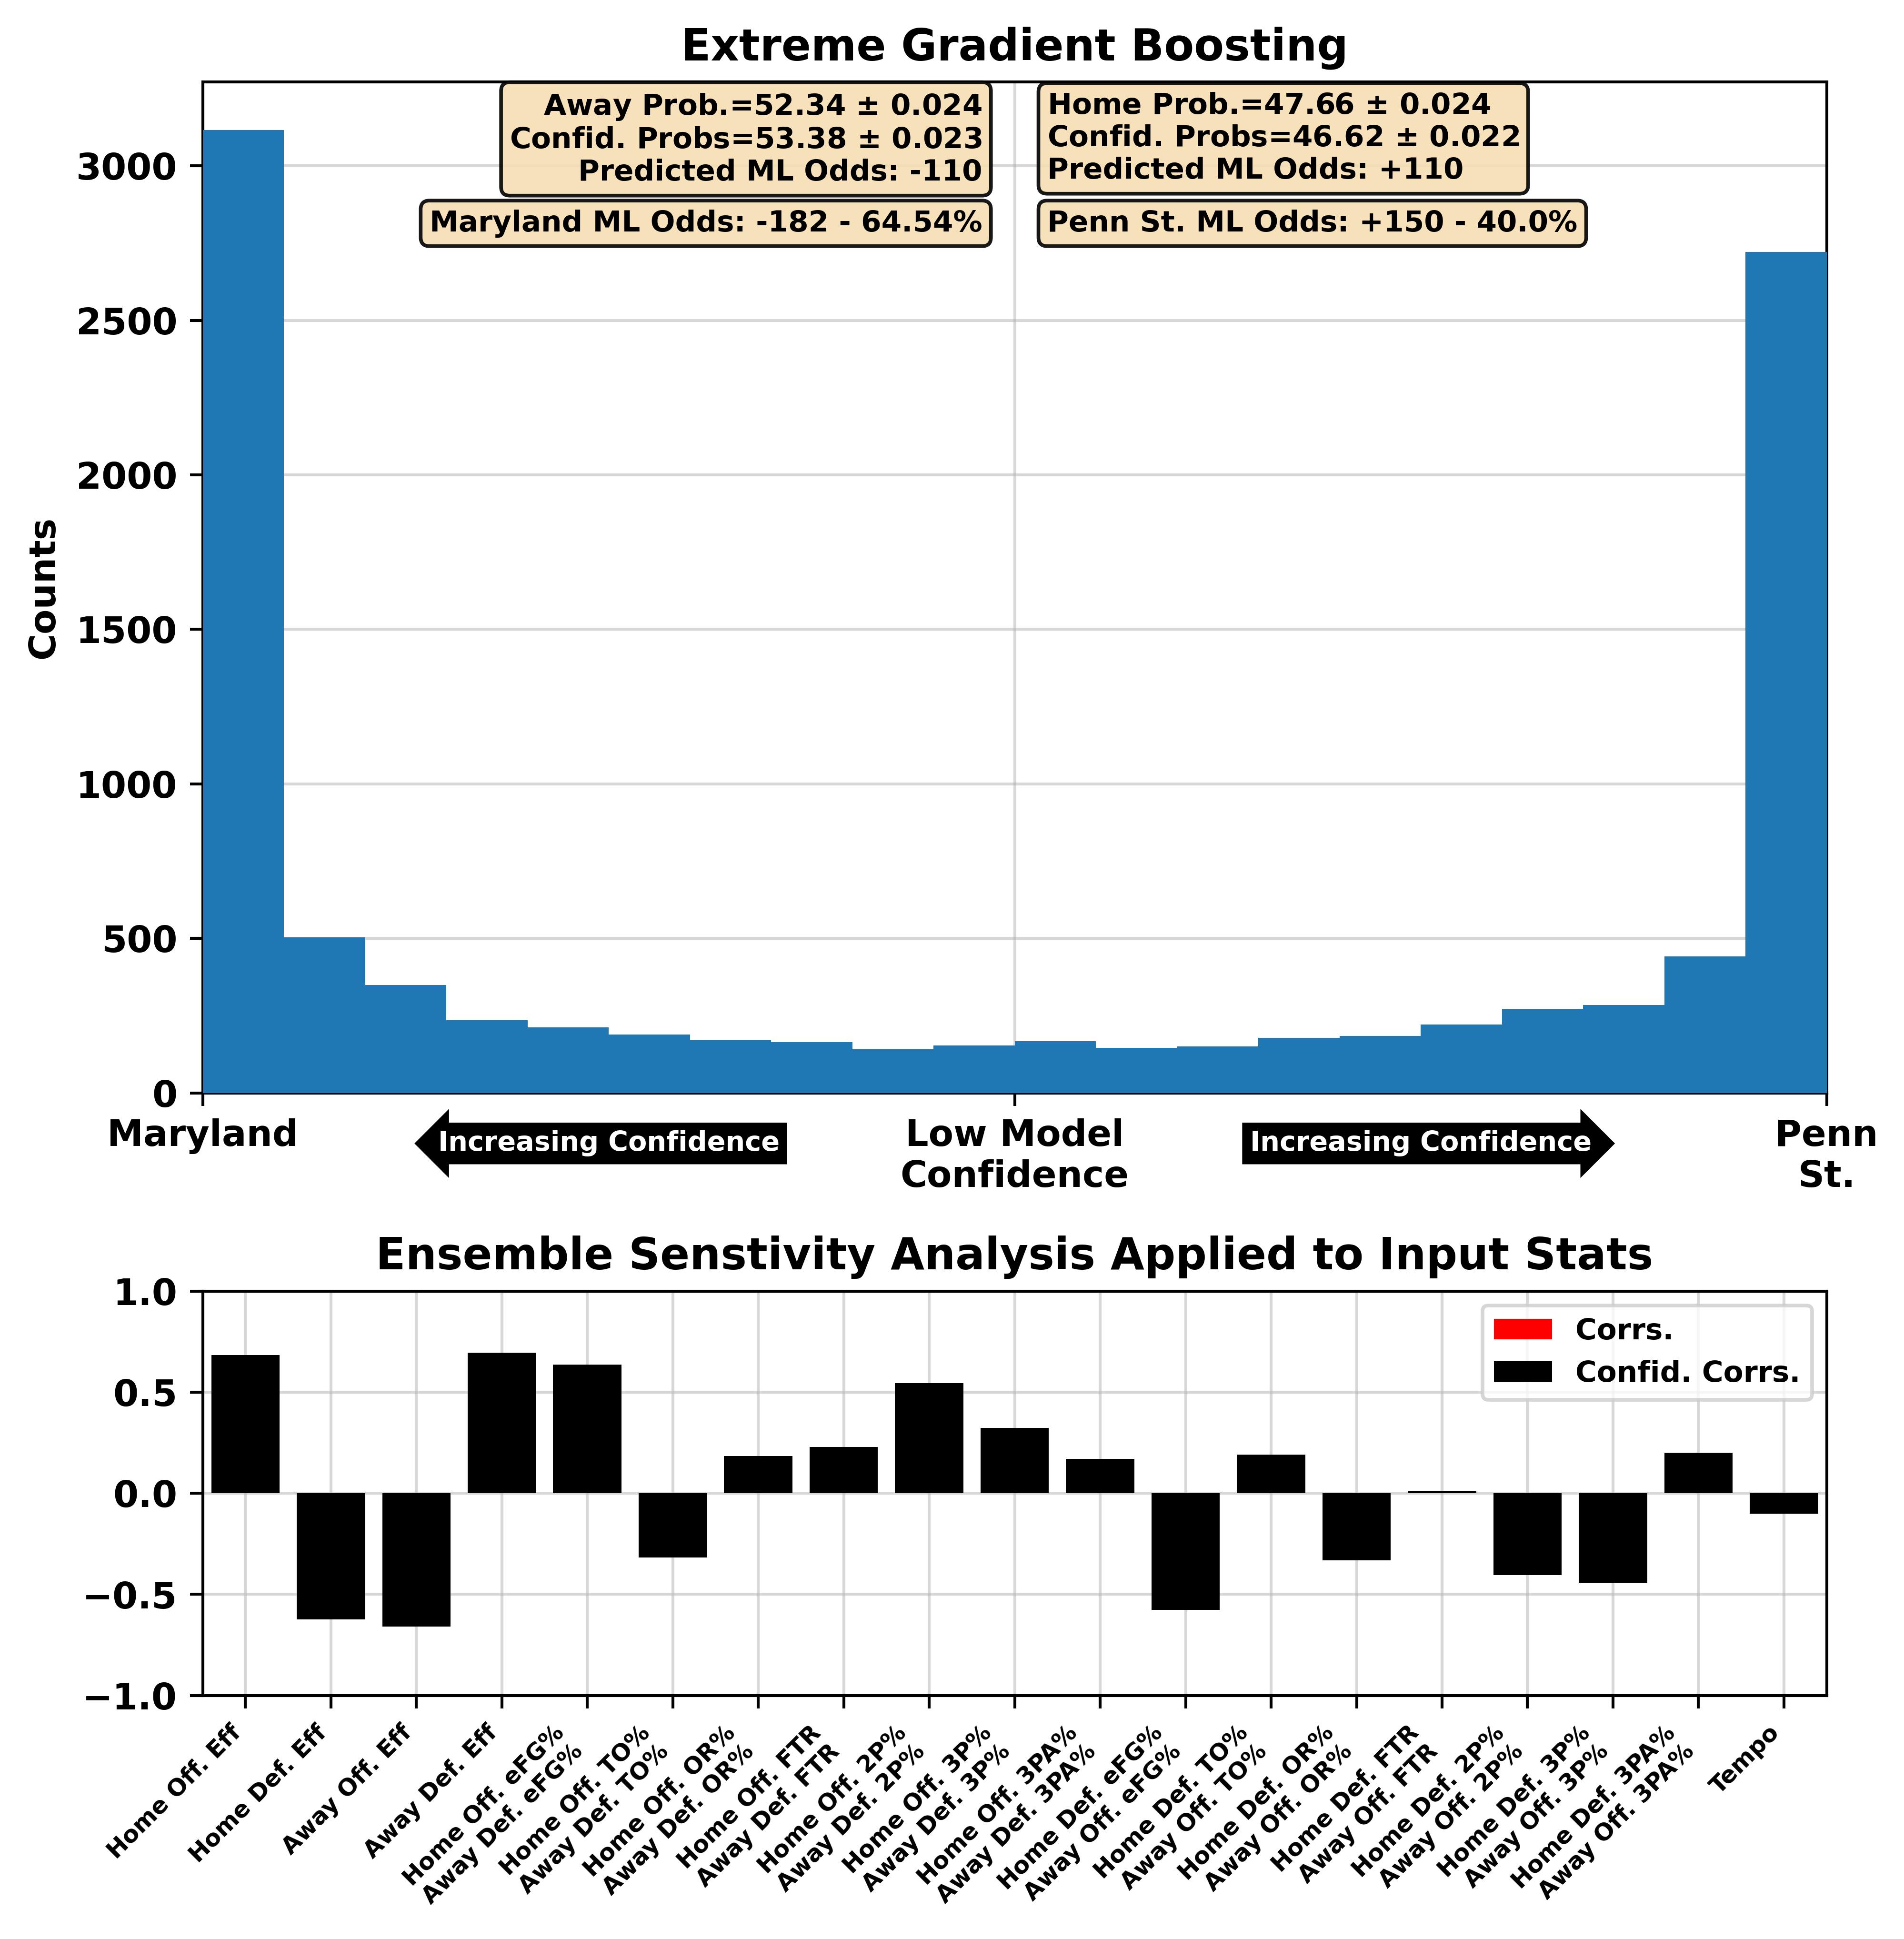 Extreme Gradient Boosting
Away Prob.=52.34 ± 0.024
Confid. Probs=53.38 ± 0.023
Predicted ML Odds: -110
Maryland ML Odds: -182 - 64.54%
Home Prob.=47.66 ± 0.024
Confid. Probs=46.62 ± 0.022
Predicted ML Odds: +110
Penn St. ML Odds: +150 - 40.0%
Counts
3000
2500
2000
1500
1000
500
0
Maryland
Increasing Confidence
Low Model
Confidence
Increasing Confidence
Penn
St.
Ensemble Senstivity Analysis Applied to Input Stats
1.0
0.5
0.0
−0.5
−1.0
Corrs.
Confid. Corrs.
Home Off. Eff
Home Def. Eff
Away Off. Eff
Away Def. Eff
Home Off. eFG%
Away Def. eFG%
Home Off. TO%
Away Def. TO%
Home Off. OR%
Away Def. OR%
Home Off. FTR
Away Def. FTR
Home Off. 2P%
Away Def. 2P%
Home Off. 3P%
Away Def. 3P%
Home Off. 3PA%
Away Def. 3PA%
Home Def. eFG%
Away Off. eFG%
Home Def. TO%
Away Off. TO%
Home Def. OR%
Away Off. OR%
Home Def. FTR
Away Off. FTR
Home Def. 2P%
Away Off. 2P%
Home Def. 3P%
Away Off. 3P%
Home Def. 3PA%
Away Off. 3PA%
Tempo